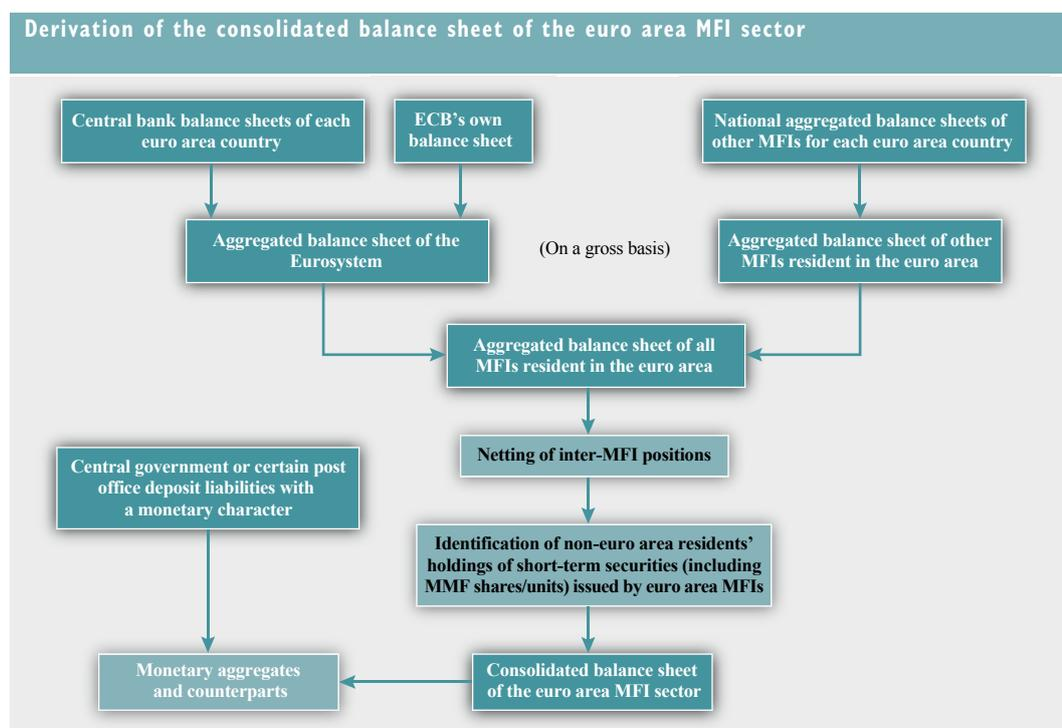 Derivation of the consolidated balance sheet of the euro area MFI sector
Central bank balance sheets of each
euro area country
ECB's own
balance sheet
National aggregated balance sheets of
other MFIs for each euro area country
Aggregated balance sheet of the
Eurosystem
(On a gross basis)
Aggregated balance sheet of other
MFIs resident in the euro area
Aggregated balance sheet of all
MFIs resident in the euro area
Netting of inter-MFI positions
Central government or certain post
office deposit liabilities with
a monetary character
Identification of non-euro area residents'
holdings of short-term securities (including
MMF shares/units) issued by euro area MFIs
Monetary aggregates
and counterparts
Consolidated balance sheet
of the euro area MFI sector